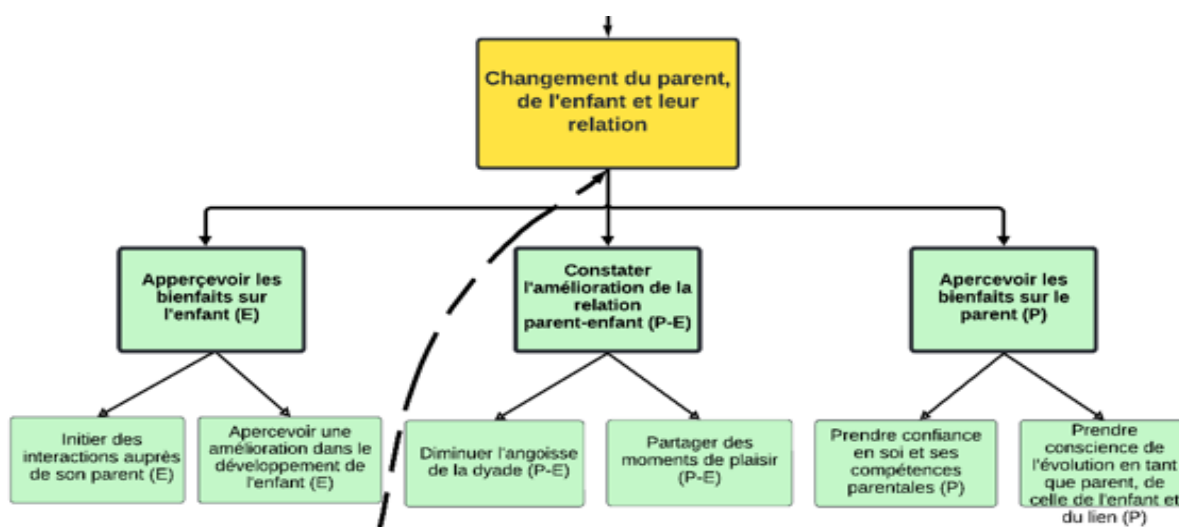 Changement du parent,
de l'enfant et leur
relation
Apperçevoir les
bienfaits sur
l'enfant (E)
Constater
l'amélioration de la
relation
parent-enfant (P-E)
Apercevoir les
bienfaits sur le
parent (P)
Initier des
interactions auprès
de son parent (E)
Apercevoir une
amélioration dans le
développement de
l'enfant (E)
Diminuer l'angoisse
de la dyade (P-E)
Partager des
moments de plaisir
(P-E)
Prendre confiance
en soi et ses
compétences
parentales (P)
Prendre
conscience de
l'évolution en tant
que parent, de
celle de l'enfant et
du lien (P)